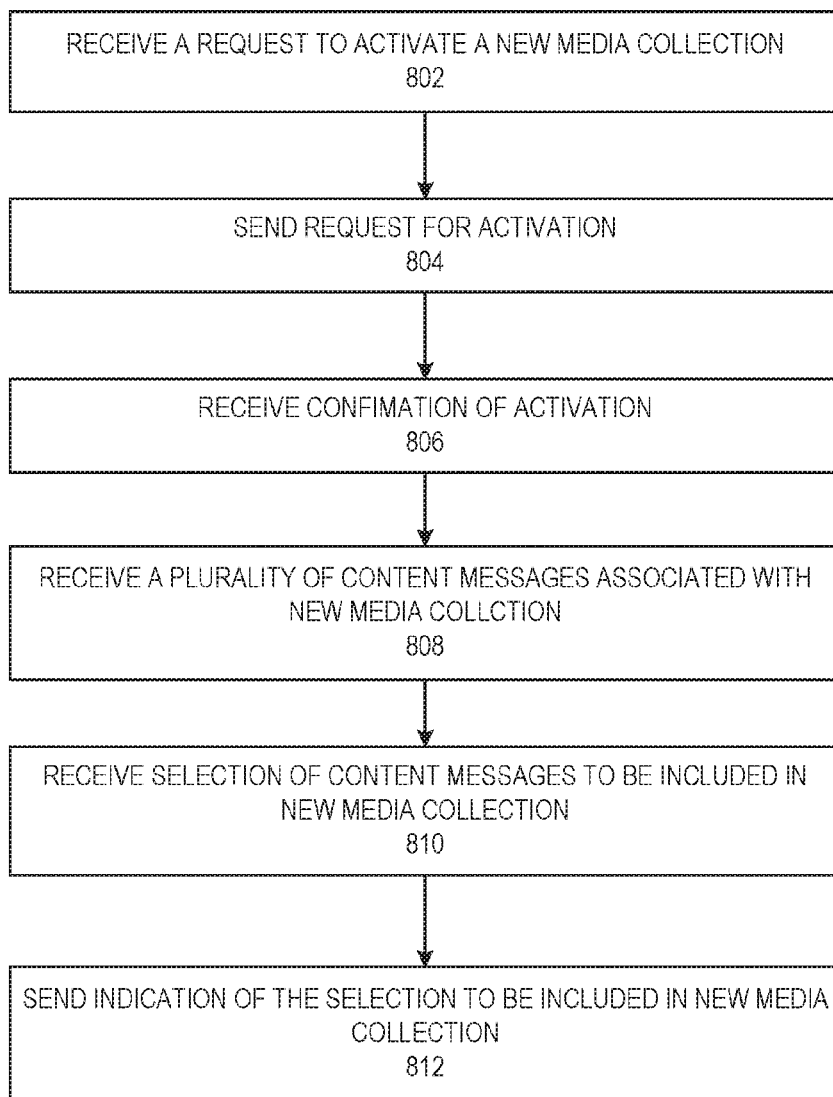 RECEIVE A REQUEST TO ACTIVATE A NEW MEDIA COLLECTION
802
SEND REQUEST FOR ACTIVATION
804
RECEIVE CONFIMATION OF ACTIVATION
806
RECEIVE A PLURALITY OF CONTENT MESSAGES ASSOCIATED WITH
NEW MEDIA COLLCTION
808
RECEIVE SELECTION OF CONTENT MESSAGES TO BE INCLUDED IN
NEW MEDIA COLLECTION
810
SEND INDICATION OF THE SELECTION TO BE INCLUDED IN NEW MEDIA
COLLECTION
812